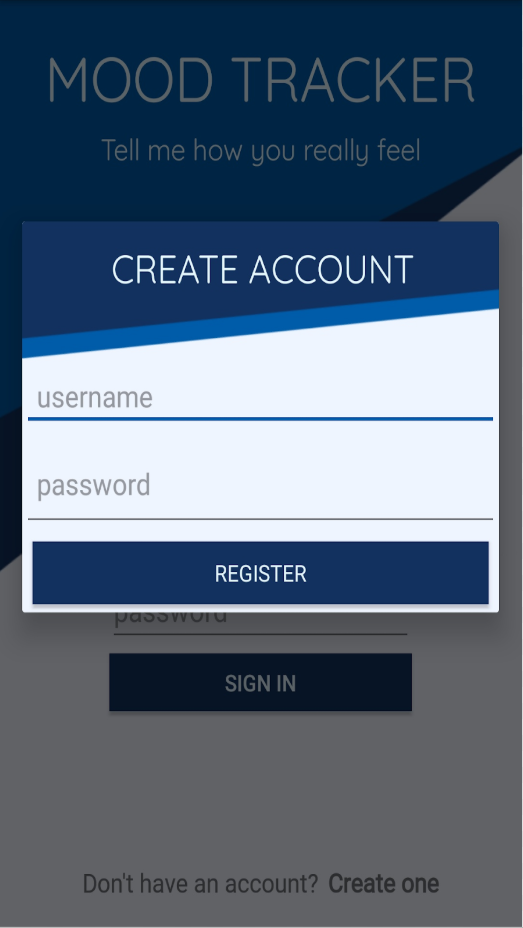 MOOD TRACKER
Tell me how you really feel
CREATE ACCOUNT
username
password
REGISTER
password
SIGN IN
Don't have an account? Create one